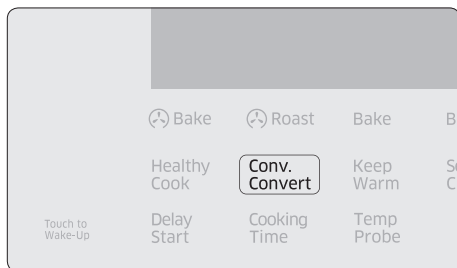 Bake Roast Bake B
Healthy Conv. Keep
Cook Convert Warm
Delay Cooking Temp
Touch to
Start Time Probe
Wake-Up